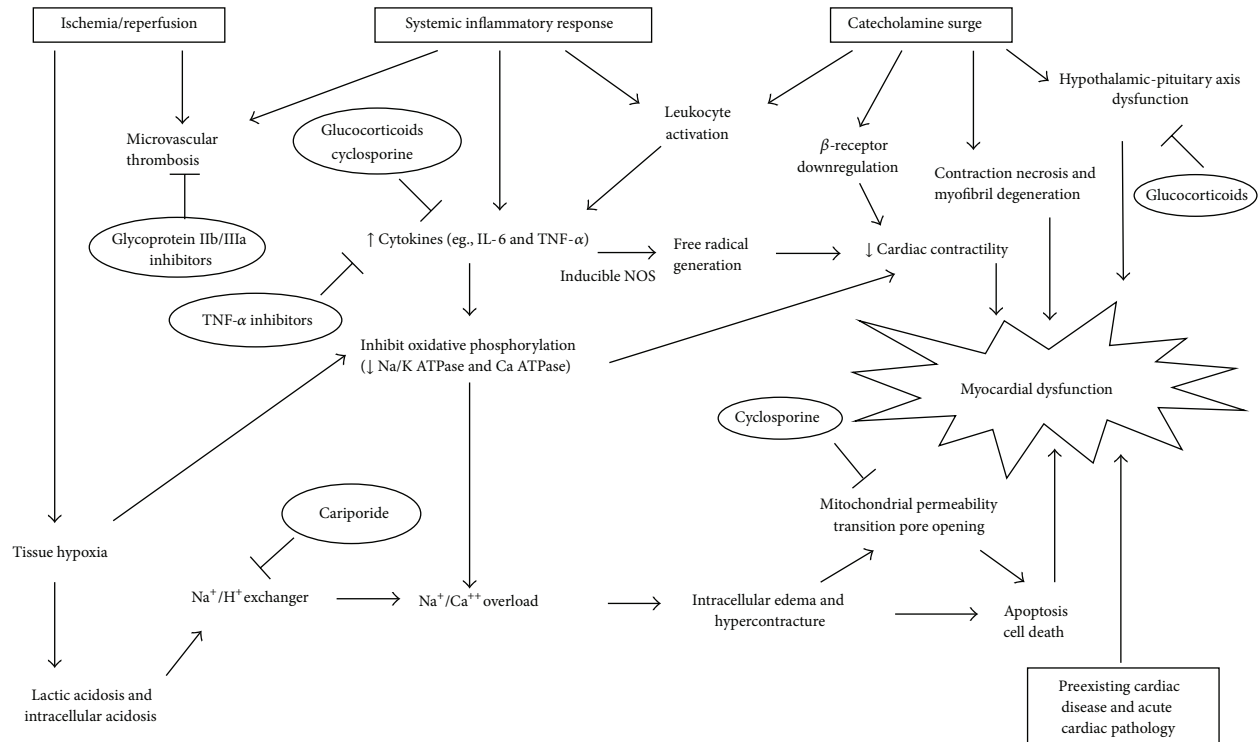 Ischemia/reperfusion
Systemic inflammatory response
Catecholamine surge
Hypothalamic-pituitary axis
dysfunction
Leukocyte
activation
Microvascular
thrombosis
Glucocorticoids
cyclosporine
β-receptor
downregulation
Contraction necrosis and
myofibril degeneration
Glucocorticoids
Glycoprotein IIb/IIIa
inhibitors
↑ Cytokines (eg., IL-6 and TNF-α)
Inducible NOS
Free radical
generation
↓ Cardiac contractility
TNF-α inhibitors
Inhibit oxidative phosphorylation
(↓ Na/K ATPase and Ca ATPase)
Myocardial dysfunction
Cyclosporine
Mitochondrial permeability
transition pore opening
Cariporide
Tissue hypoxia
Na⁺/H⁺ exchanger
Na⁺/Ca⁺⁺ overload
Intracellular edema and
hypercontracture
Apoptosis
cell death
Lactic acidosis and
intracellular acidosis
Preexisting cardiac
disease and acute
cardiac pathology